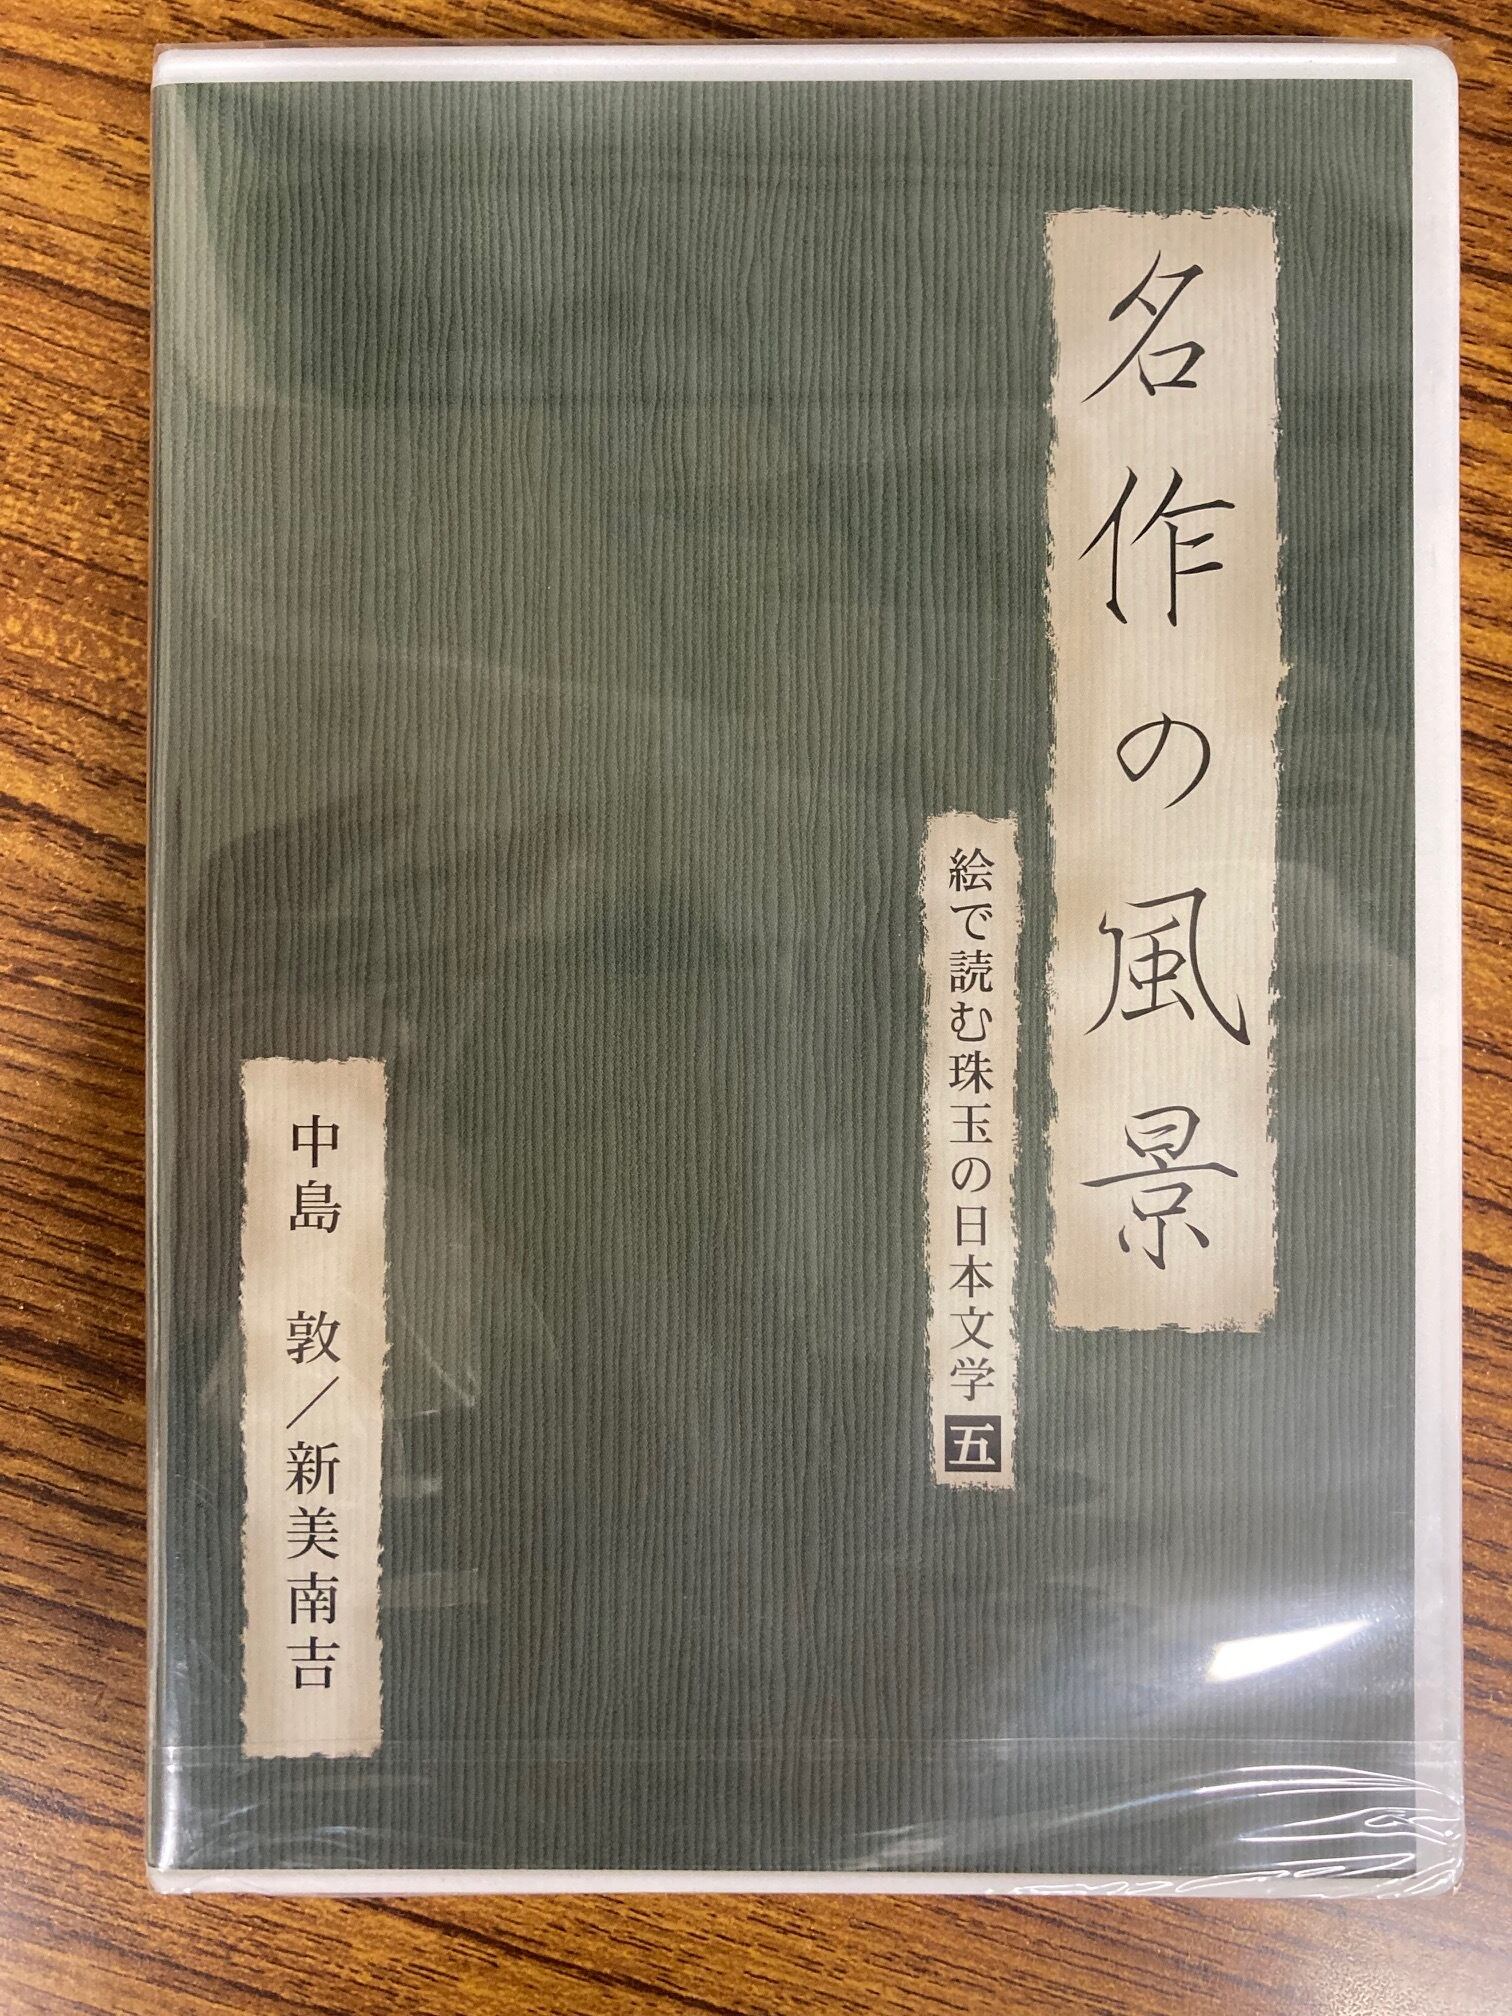 名作の風景
絵で読む珠玉の日本文学 五
中島 敦／新美南吉